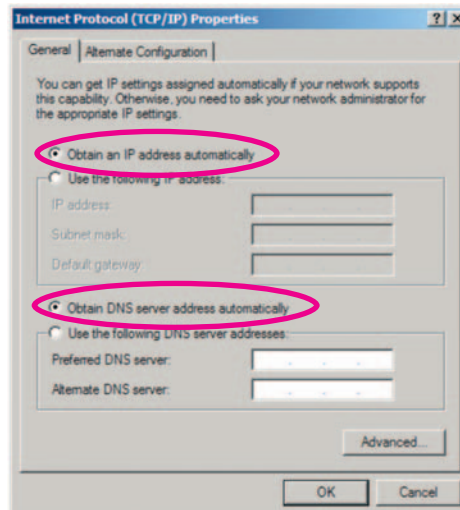 Internet Protocol (TCP/IP) Properties
General
Alternate Configuration
You can get IP settings assigned automatically if your network supports
this capability. Otherwise, you need to ask your network administrator for
the appropriate IP settings.
Obtain an IP address automatically
Use the following IP address:
IP address:
Subnet mask:
Default gateway:
Obtain DNS server address automatically
Use the following DNS server addresses:
Preferred DNS server:
Alternate DNS server:
Advanced...
OK
Cancel